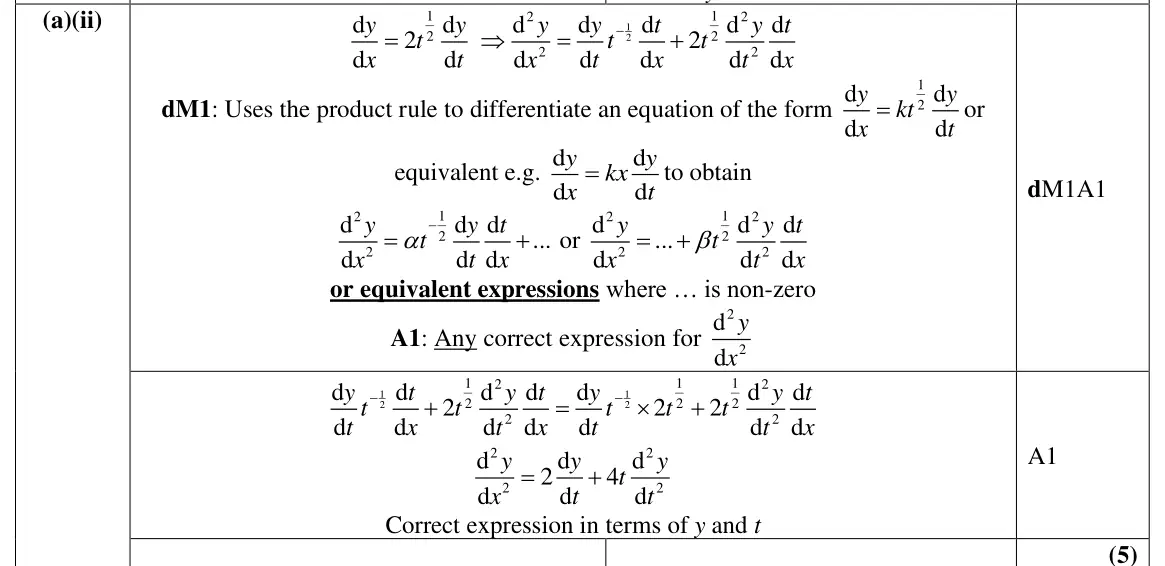 (a)(ii)
dy/dx = 2t^(1/2) dy/dt ⇒ d²y/dx² = dy/dt t^(-1/2) dt/dx + 2t^(1/2) d²y/dt² dt/dx
dM1: Uses the product rule to differentiate an equation of the form dy/dx = kt^(1/2) dy/dt or
equivalent e.g. dy/dx = kx dy/dt to obtain
d²y/dx² = αt^(-1/2) dy/dt dt/dx + ... or d²y/dx² = ... + βt^(1/2) d²y/dt² dt/dx
or equivalent expressions where … is non-zero
dM1A1
A1: Any correct expression for d²y/dx²
dy/dt t^(-1/2) dt/dx + 2t^(1/2) d²y/dt² dt/dx = dy/dt t^(-1/2) × 2t^(1/2) + 2t^(1/2) d²y/dt² dt/dx
d²y/dx² = 2 dy/dt + 4t d²y/dt²
A1
Correct expression in terms of y and t
(5)